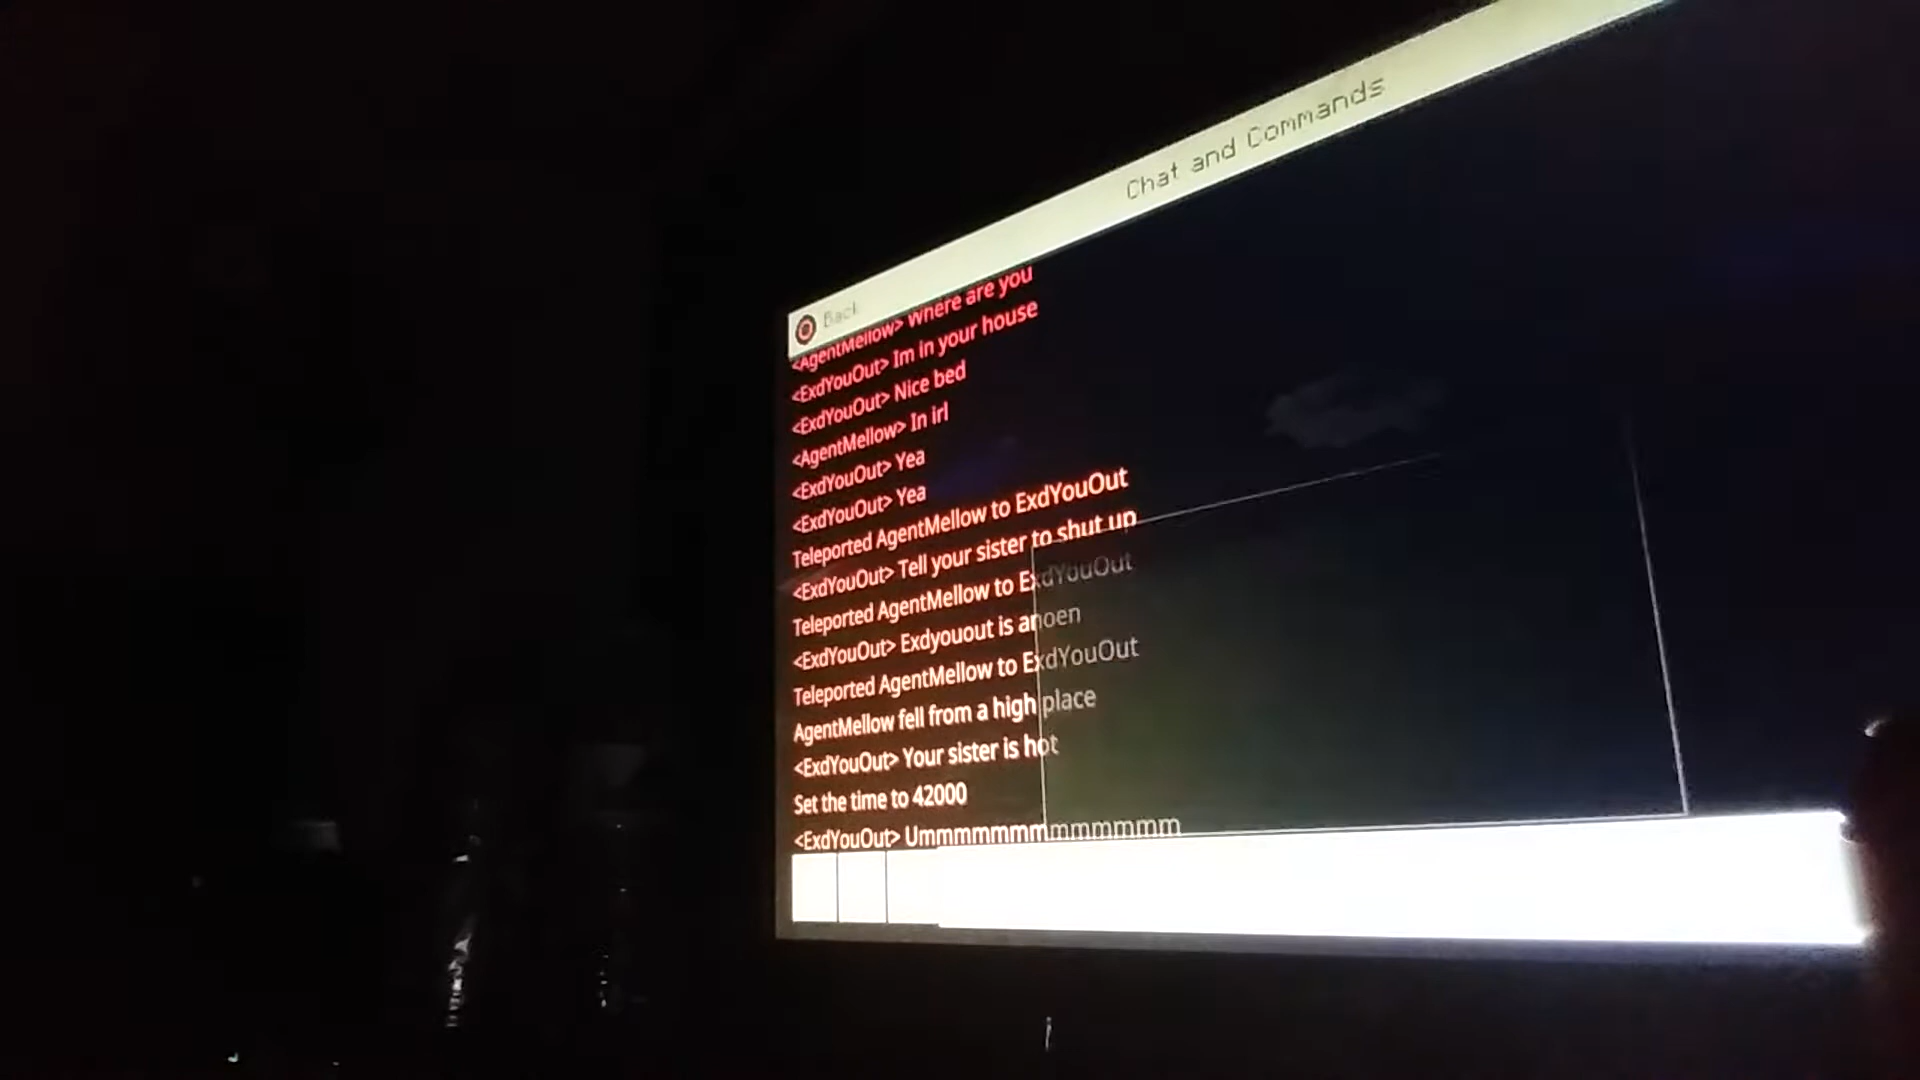 Chat and Commands
Back
<AgentMellow> Where are you
<ExdYouOut> Im in your house
<ExdYouOut> Nice bed
<AgentMellow> In irl
<ExdYouOut> Yea
<ExdYouOut> Yea
Teleported AgentMellow to ExdYouOut
<ExdYouOut> Tell your sister to shut up
Teleported AgentMellow to ExdYouOut
<ExdYouOut> Exdyouout is anoen
Teleported AgentMellow to ExdYouOut
AgentMellow fell from a high place
<ExdYouOut> Your sister is hot
Set the time to 42000
<ExdYouOut> Ummmmmmmmmmmmm